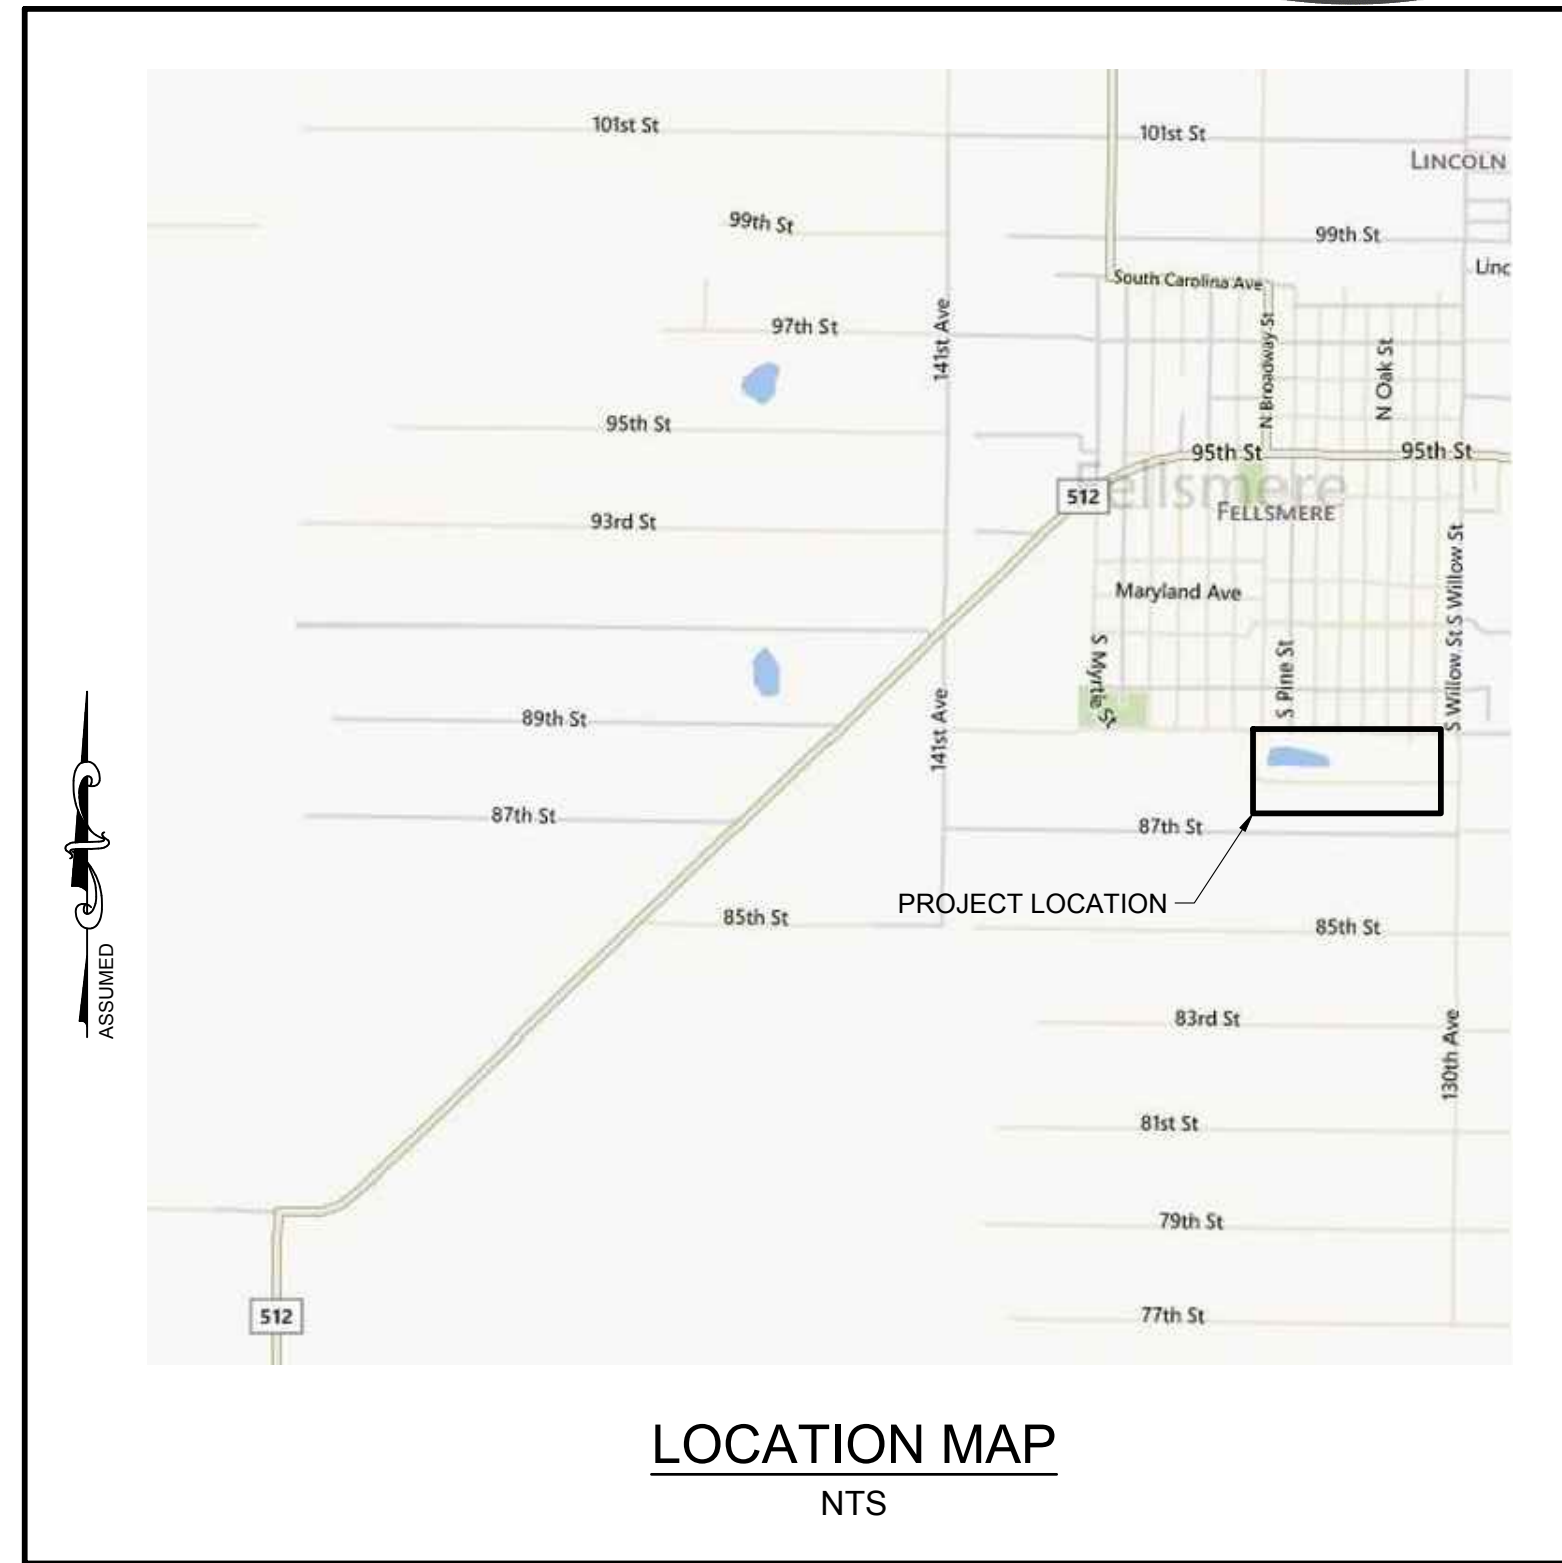 101st St
101st St
LINCOLN
99th St
99th St
Linc
South Carolina Ave
97th St
141st Ave
N Broadway St
N Oak St
95th St
95th St
95th St
512
Fellsmere
FELLSMERE
93rd St
S Willow St
Maryland Ave
S Myrtle St
S Pine St
S Willow St
89th St
141st Ave
87th St
87th St
PROJECT LOCATION
85th St
85th St
ASSUMED
83rd St
130th Ave
81st St
79th St
512
77th St
LOCATION MAP
NTS